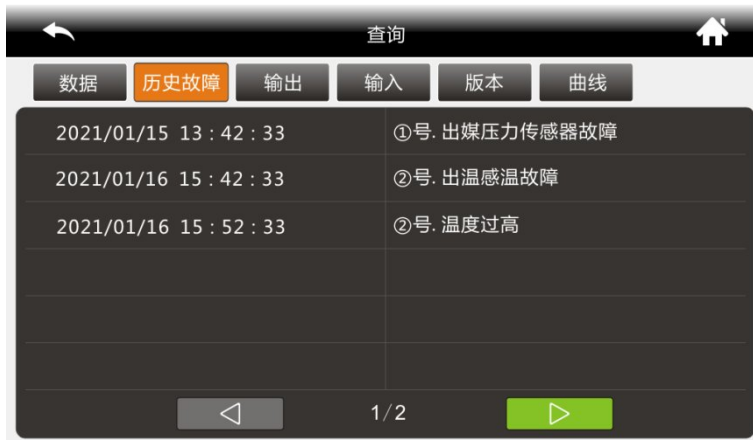 查询
数据 历史故障 输出 输入 版本 曲线
2021/01/15 13：42：33 ①号. 出媒压力传感器故障
2021/01/16 15：42：33 ②号. 出温感温故障
2021/01/16 15：52：33 ②号. 温度过高
1/2